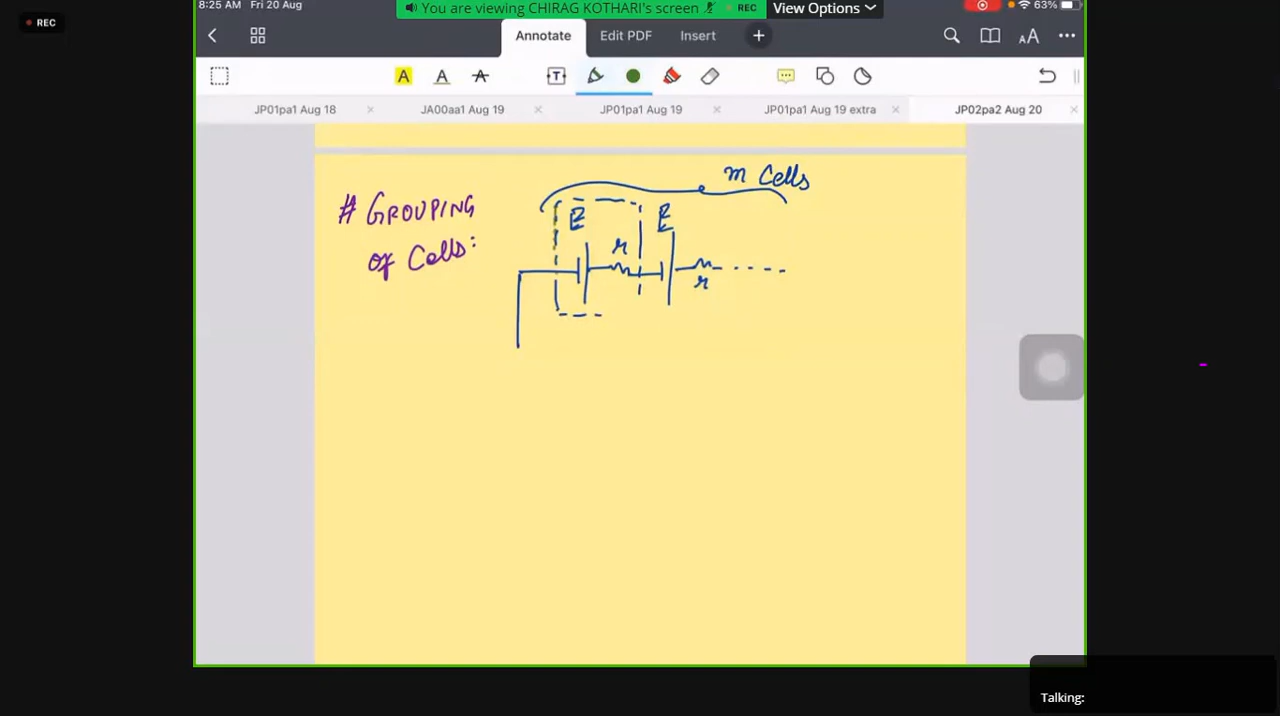 8:25 AM Fri 20 Aug
You are viewing CHIRAG KOTHARI's screen
REC
View Options
63%
REC
Annotate
Edit PDF
Insert
+
AA
A A A
T
JP01pa1 Aug 18
JA00aa1 Aug 19
JP01pa1 Aug 19
JP01pa1 Aug 19 extra
JP02pa2 Aug 20
m Cells
# GROUPING
of Cells:
E E
r
r
Talking: